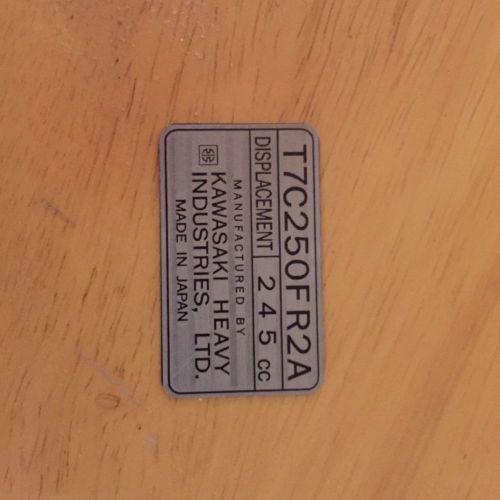 T7C250FR2A
DISPLACEMENT 245 CC
MANUFACTURED BY
KAWASAKI HEAVY
INDUSTRIES, LTD.
MADE IN JAPAN